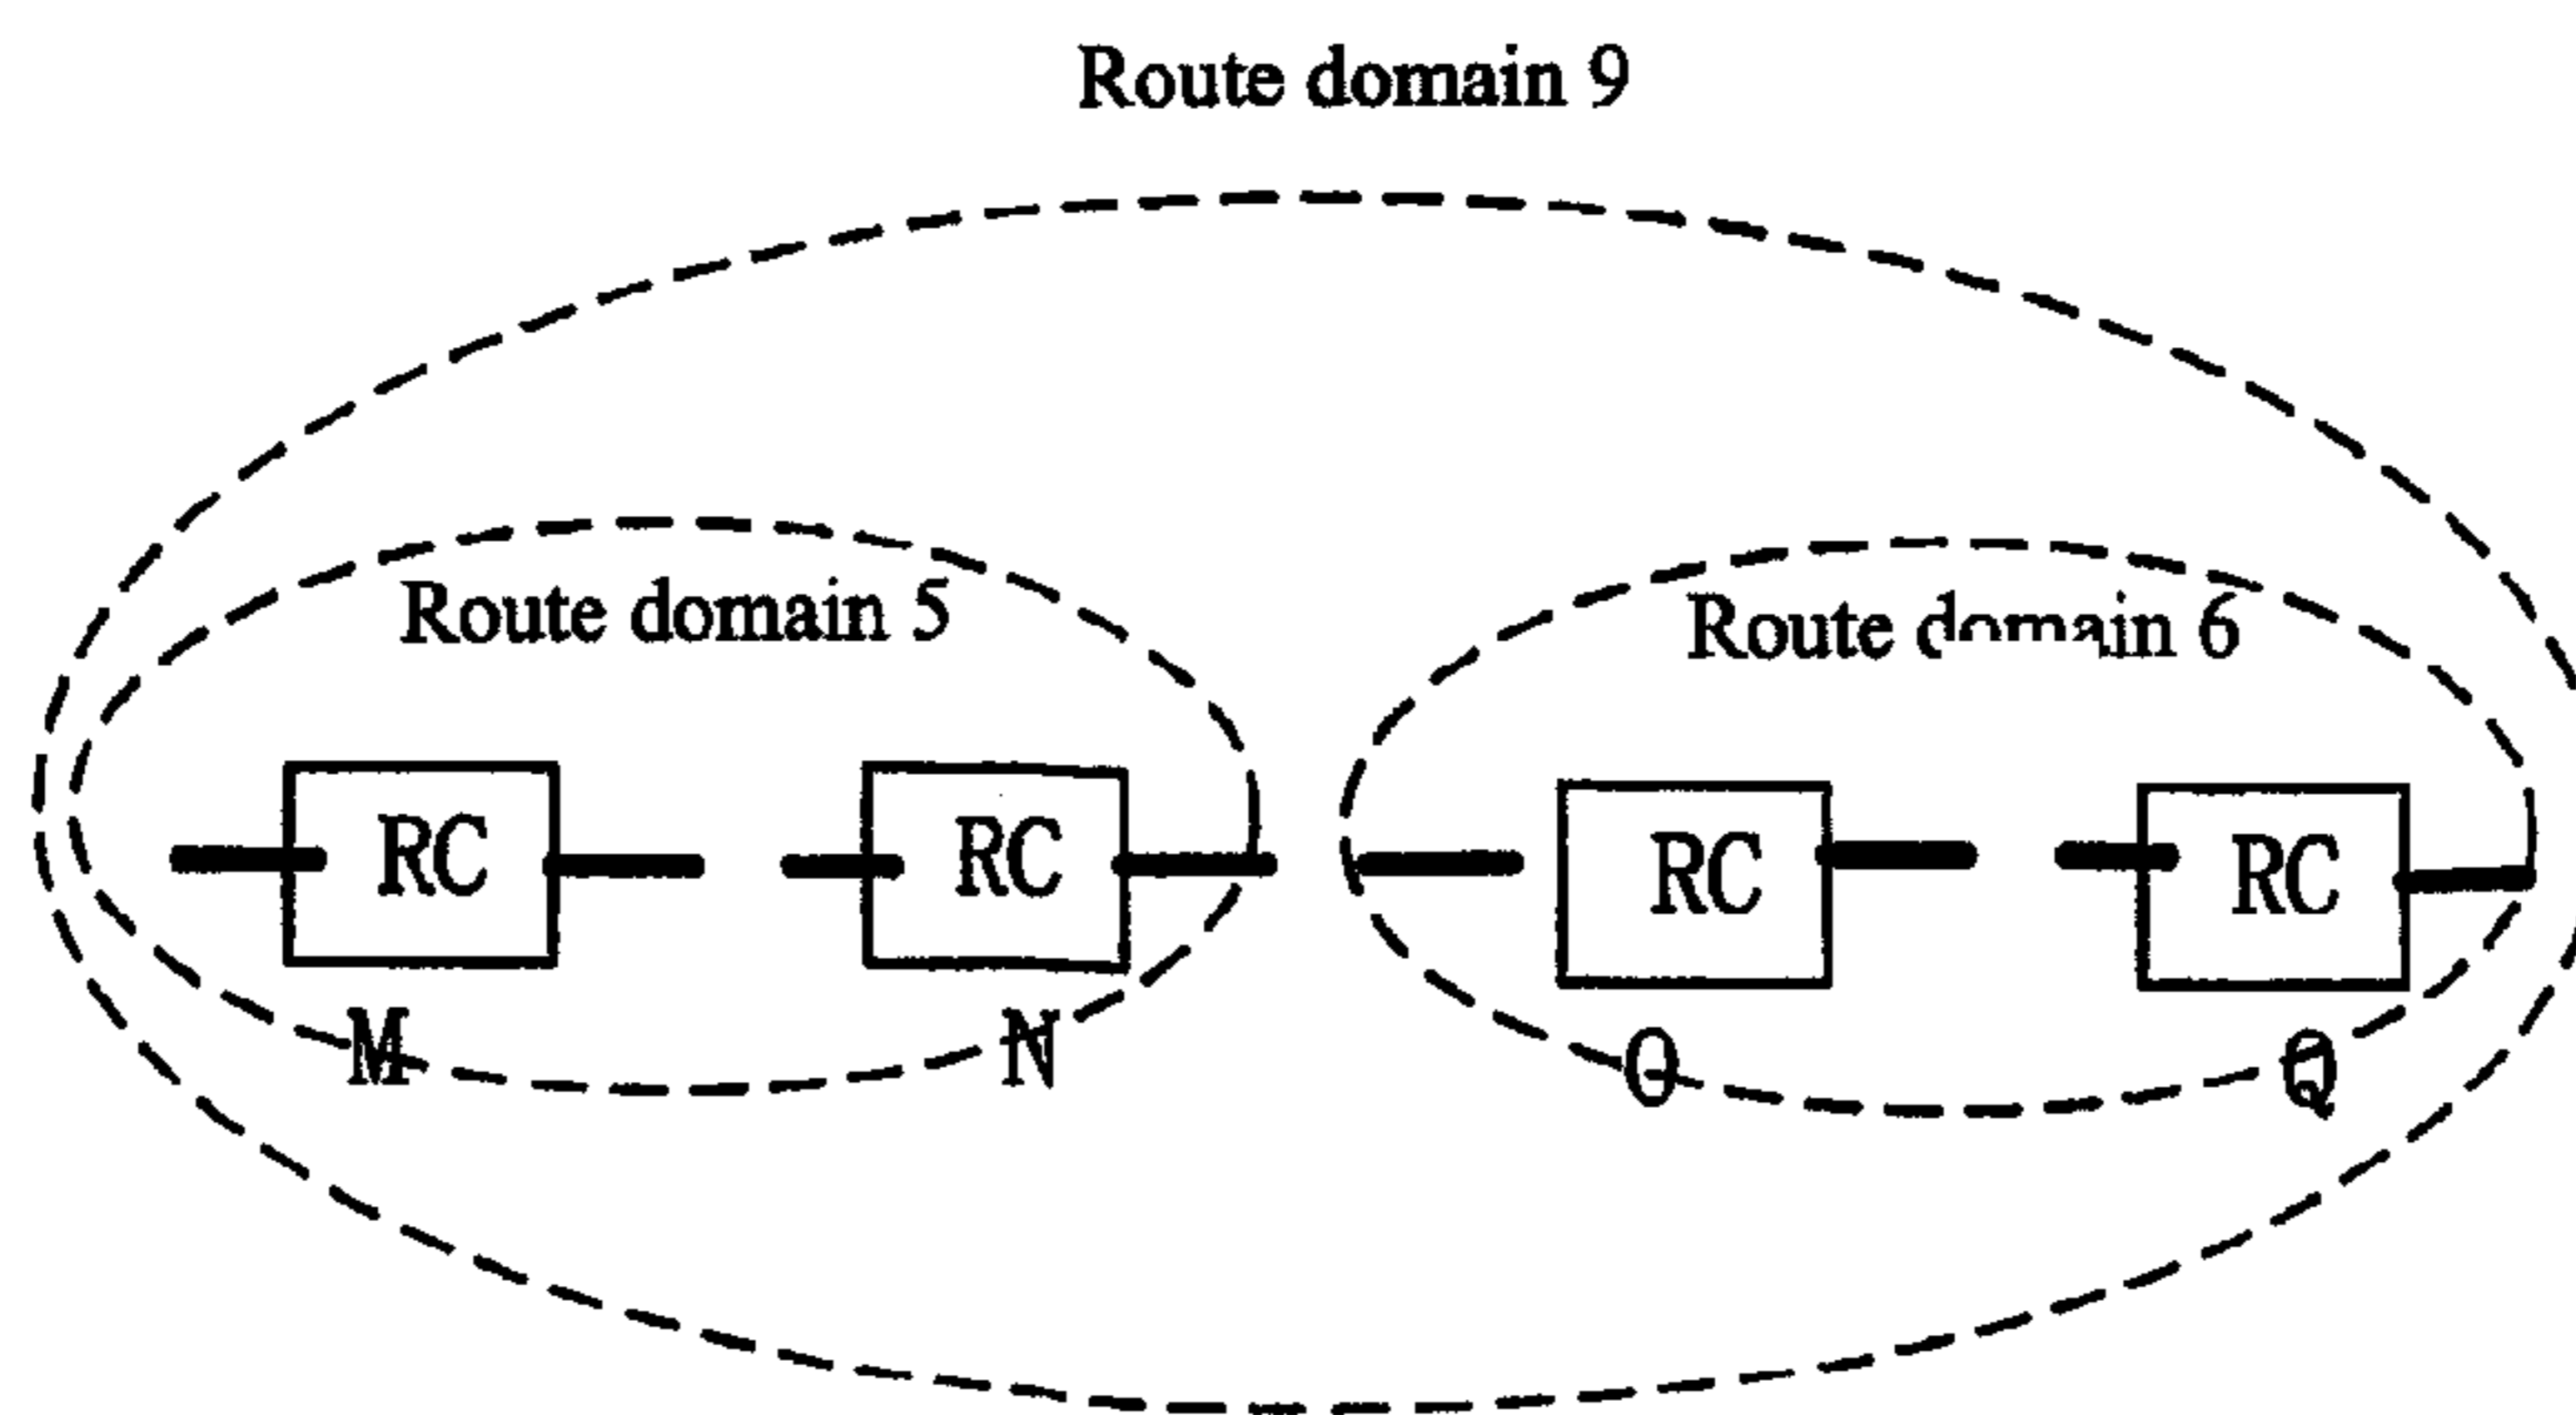 Route domain 9
Route domain 5
Route domain 6
RC RC RC RC
M N O Q